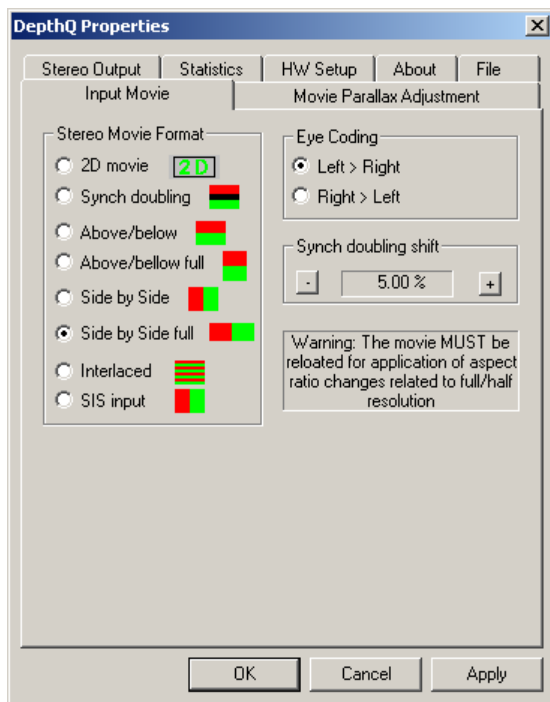 DepthQ Properties
Stereo Output Statistics HW Setup About File
Input Movie Movie Parallax Adjustment
Stereo Movie Format
2D movie 2D
Synch doubling
Above/below
Above/bellow full
Side by Side
Side by Side full
Interlaced
SIS input
Eye Coding
Left > Right
Right > Left
Synch doubling shift
- 5.00 % +
Warning: The movie MUST be
reloated for application of aspect
ratio changes related to full/half
resolution
OK Cancel Apply